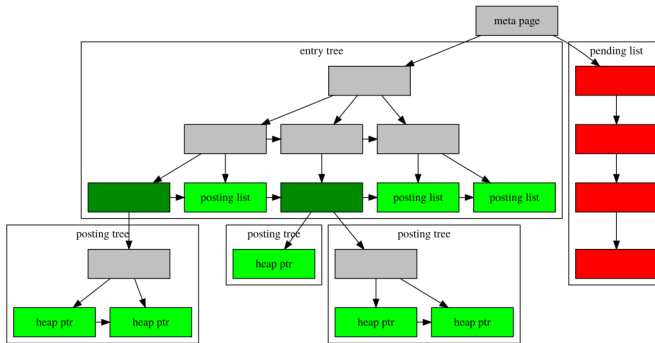 meta page
entry tree
pending list
posting list
posting list
posting list
posting tree
posting tree
posting tree
heap ptr
heap ptr
heap ptr
heap ptr
heap ptr